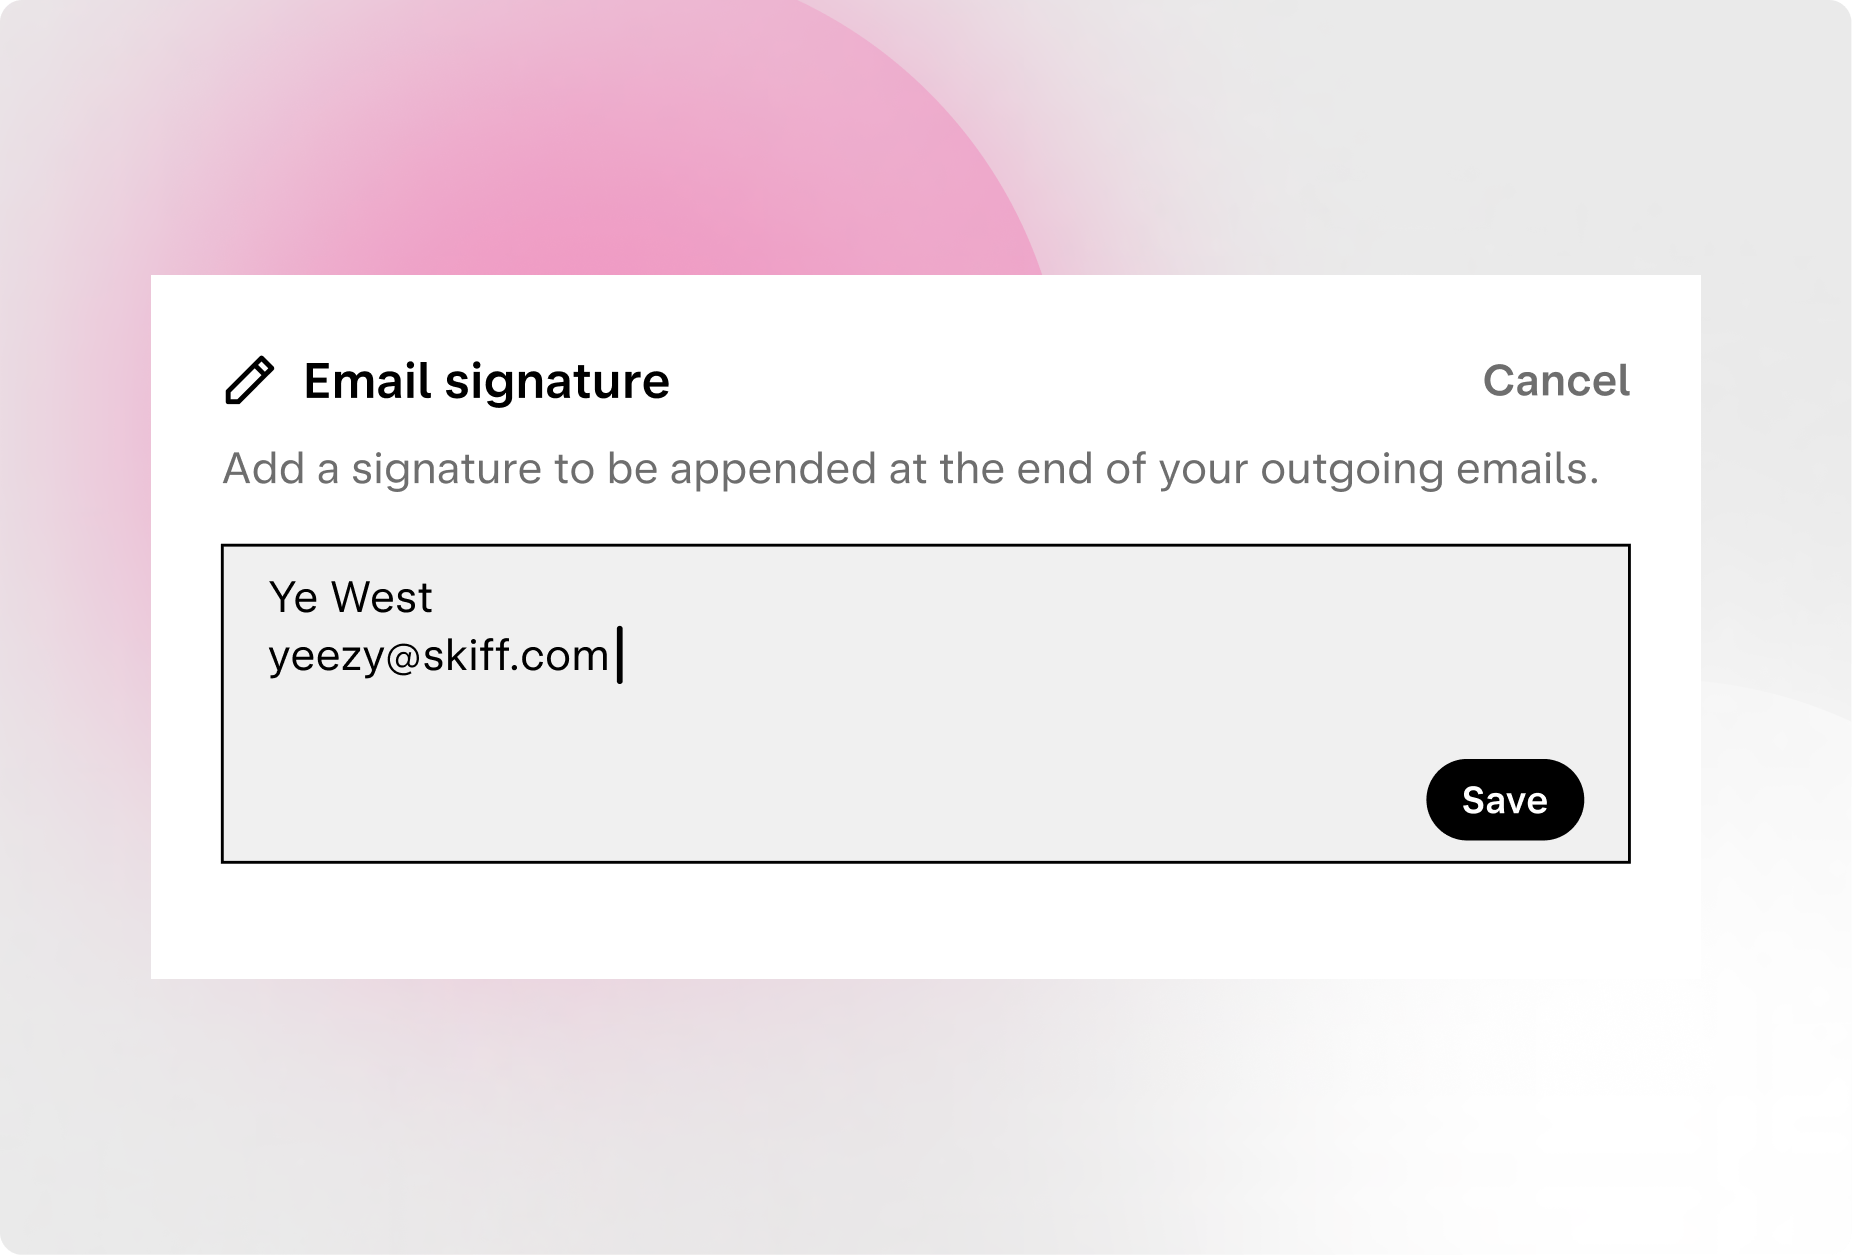 Email signature
Cancel
Add a signature to be appended at the end of your outgoing emails.
Ye West
yeezy@skiff.com
Save